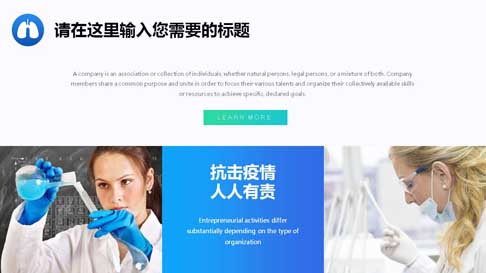 请在这里输入您需要的标题
A company is an association or collection of individuals, whether natural persons, legal persons, or a mixture of both. Company
members share a common purpose and unite in order to focus their various talents and organize their collectively available skills
or resources to achieve specific, declared goals.
LEARN MORE
抗击疫情
人人有责
Entrepreneurial activities differ
substantially depending on the type of
organization